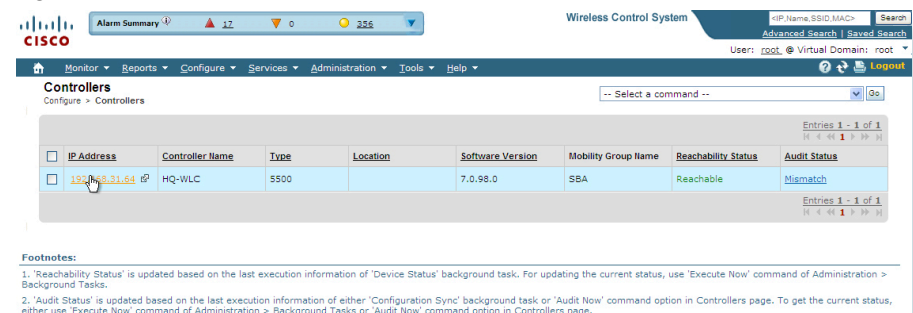 Alarm Summary 17 0 356
Wireless Control System
<IP,Name,SSID,MAC> Search
Advanced Search | Saved Search
CISCO
User: root @ Virtual Domain: root
Monitor Reports Configure Services Administration Tools Help Logout
Controllers
Configure > Controllers
-- Select a command -- Go
Entries 1 - 1 of 1
1
IP Address Controller Name Type Location Software Version Mobility Group Name Reachability Status Audit Status
192.168.31.64 HQ-WLC 5500 7.0.98.0 SBA Reachable Mismatch
Entries 1 - 1 of 1
1
Footnotes:
1. 'Reachability Status' is updated based on the last execution information of 'Device Status' background task. For updating the current status, use 'Execute Now' command of Administration >
Background Tasks.
2. 'Audit Status' is updated based on the last execution information of either 'Configuration Sync' background task or 'Audit Now' command option in Controllers page. To get the current status,
either use 'Execute Now' command of Administration > Background Tasks or 'Audit Now' command option in Controllers page.